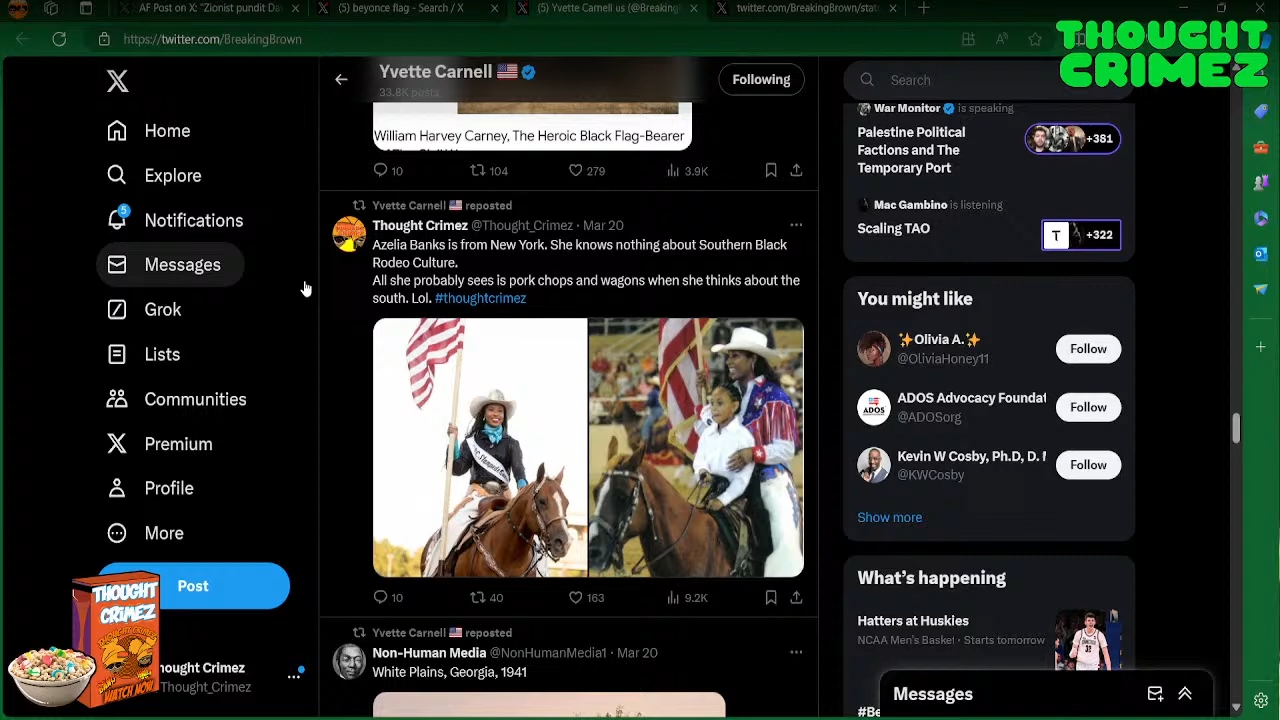 AF Post on X: "Zionist pundit Da
(5) beyonce flag - Search / X
(5) Yvette Carnell us (@Breaking
twitter.com/BreakingBrown/stat
https://twitter.com/BreakingBrown
THOUGHT
CRIMEZ
Home
Explore
5
Notifications
Messages
Grok
Lists
Communities
Premium
Profile
More
Post
THOUGHT
CRIMEZ
WATCH NOW
hought Crimez
Thought_Crimez
Yvette Carnell
33.8K posts
Following
William Harvey Carney, The Heroic Black Flag-Bearer
10 104 279 3.9K
Yvette Carnell reposted
Thought Crimez @Thought_Crimez · Mar 20
Azelia Banks is from New York. She knows nothing about Southern Black
Rodeo Culture.
All she probably sees is pork chops and wagons when she thinks about the
south. Lol. #thoughtcrimez
10 40 163 9.2K
Yvette Carnell reposted
Non-Human Media @NonHumanMedia1 · Mar 20
White Plains, Georgia, 1941
Search
War Monitor is speaking
Palestine Political
Factions and The
Temporary Port
+381
Mac Gambino is listening
Scaling TAO
T
+322
You might like
✨Olivia A.✨
@OliviaHoney11
Follow
ADOS Advocacy Foundat
@ADOSorg
Follow
Kevin W Cosby, Ph.D, D. M
@KWCosby
Follow
Show more
What's happening
Hatters at Huskies
NCAA Men's Basket · Starts tomorrow
Messages
#Be